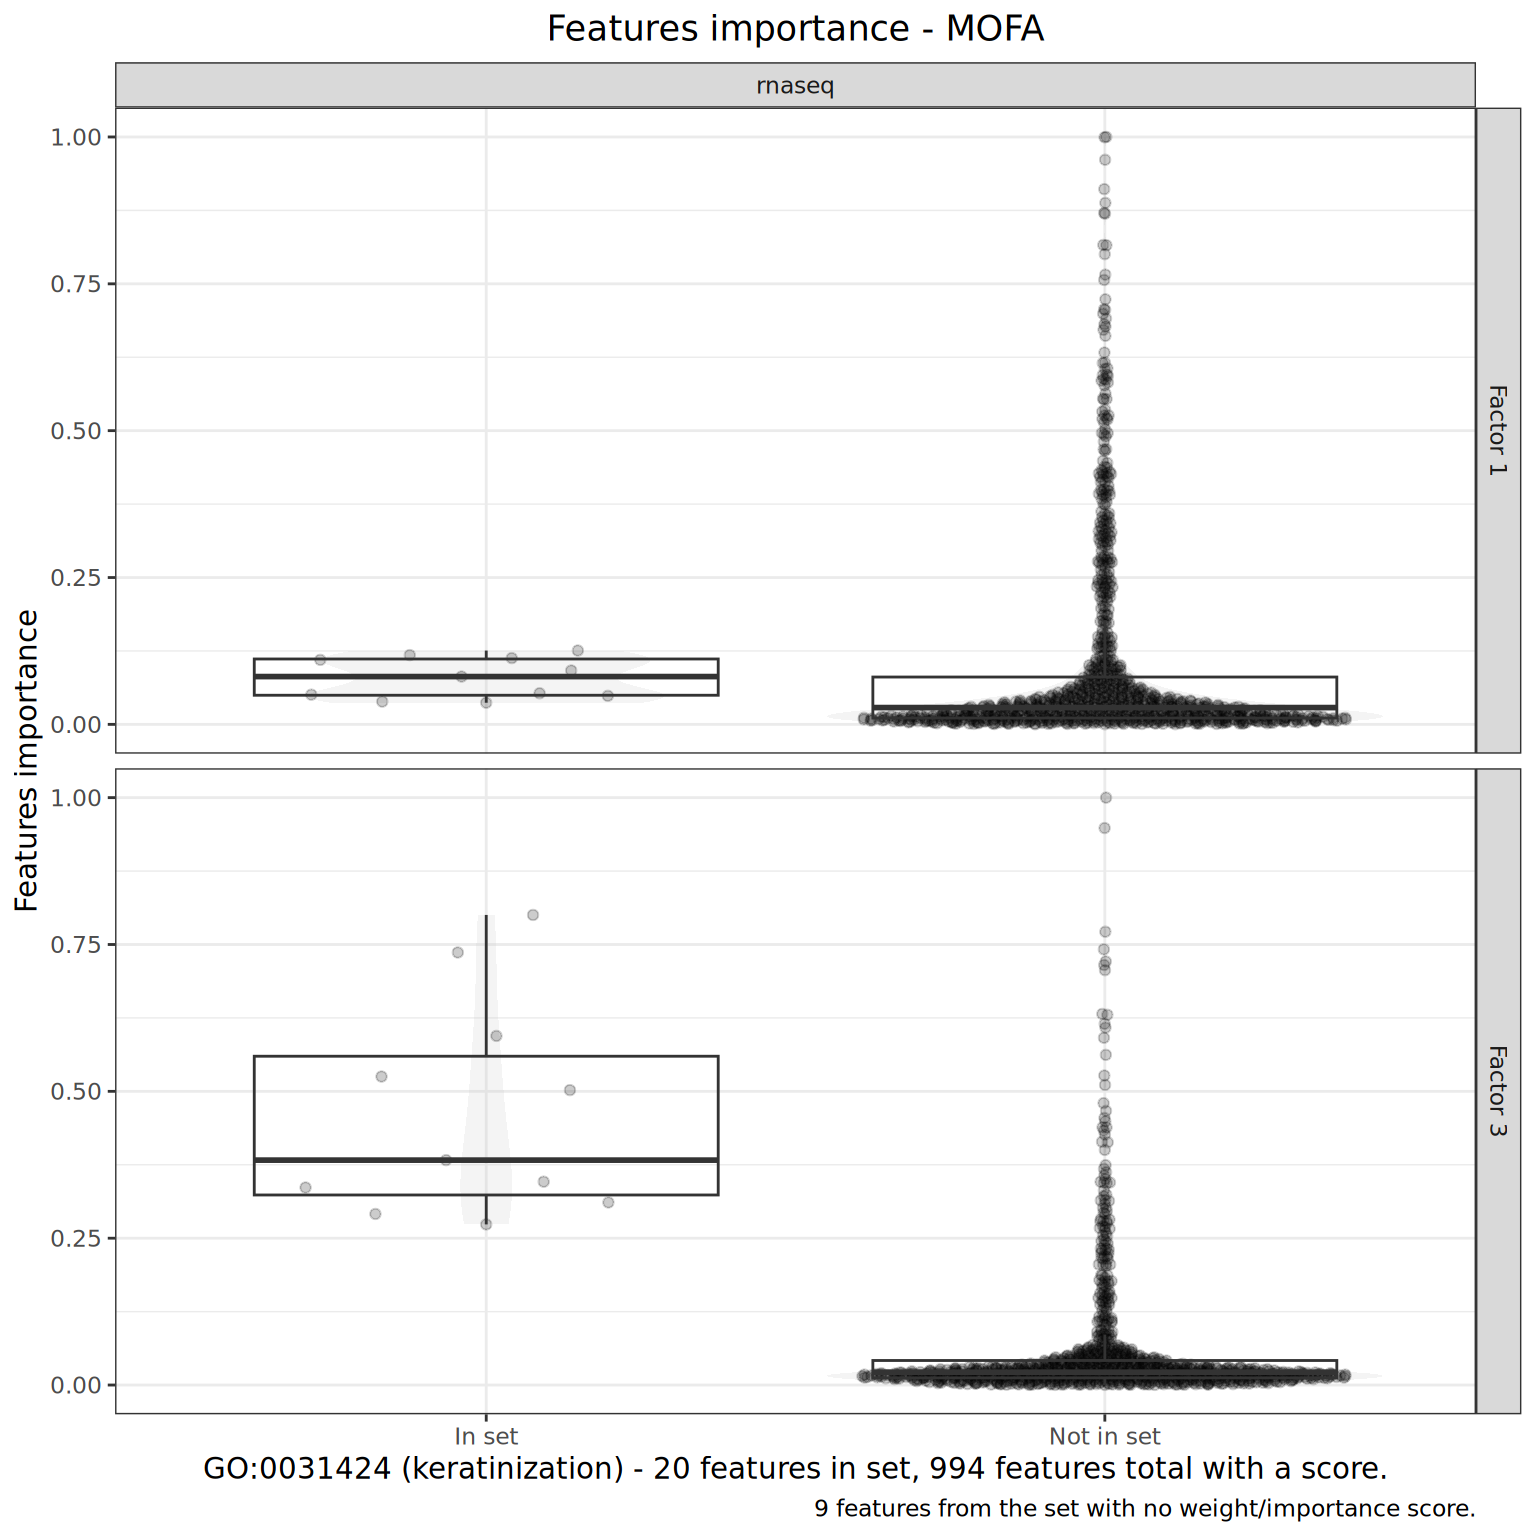 Features importance - MOFA
rnaseq
Features importance
1.00
0.75
0.50
0.25
0.00
Factor 1
1.00
0.75
0.50
0.25
0.00
Factor 3
In set
Not in set
GO:0031424 (keratinization) - 20 features in set, 994 features total with a score.
9 features from the set with no weight/importance score.